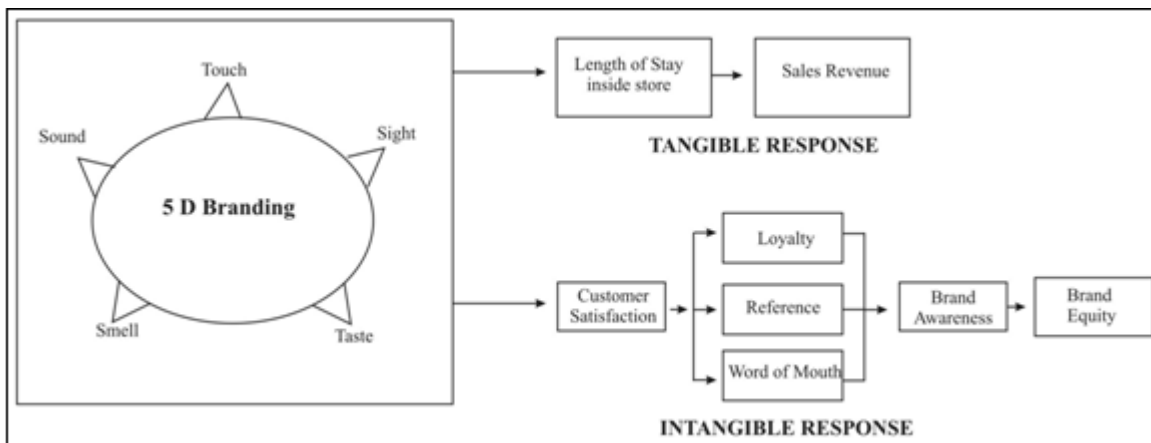 Touch
Sound
Sight
5 D Branding
Smell
Taste
Length of Stay
inside store
Sales Revenue
TANGIBLE RESPONSE
Customer
Satisfaction
Loyalty
Reference
Word of Mouth
Brand
Awareness
Brand
Equity
INTANGIBLE RESPONSE